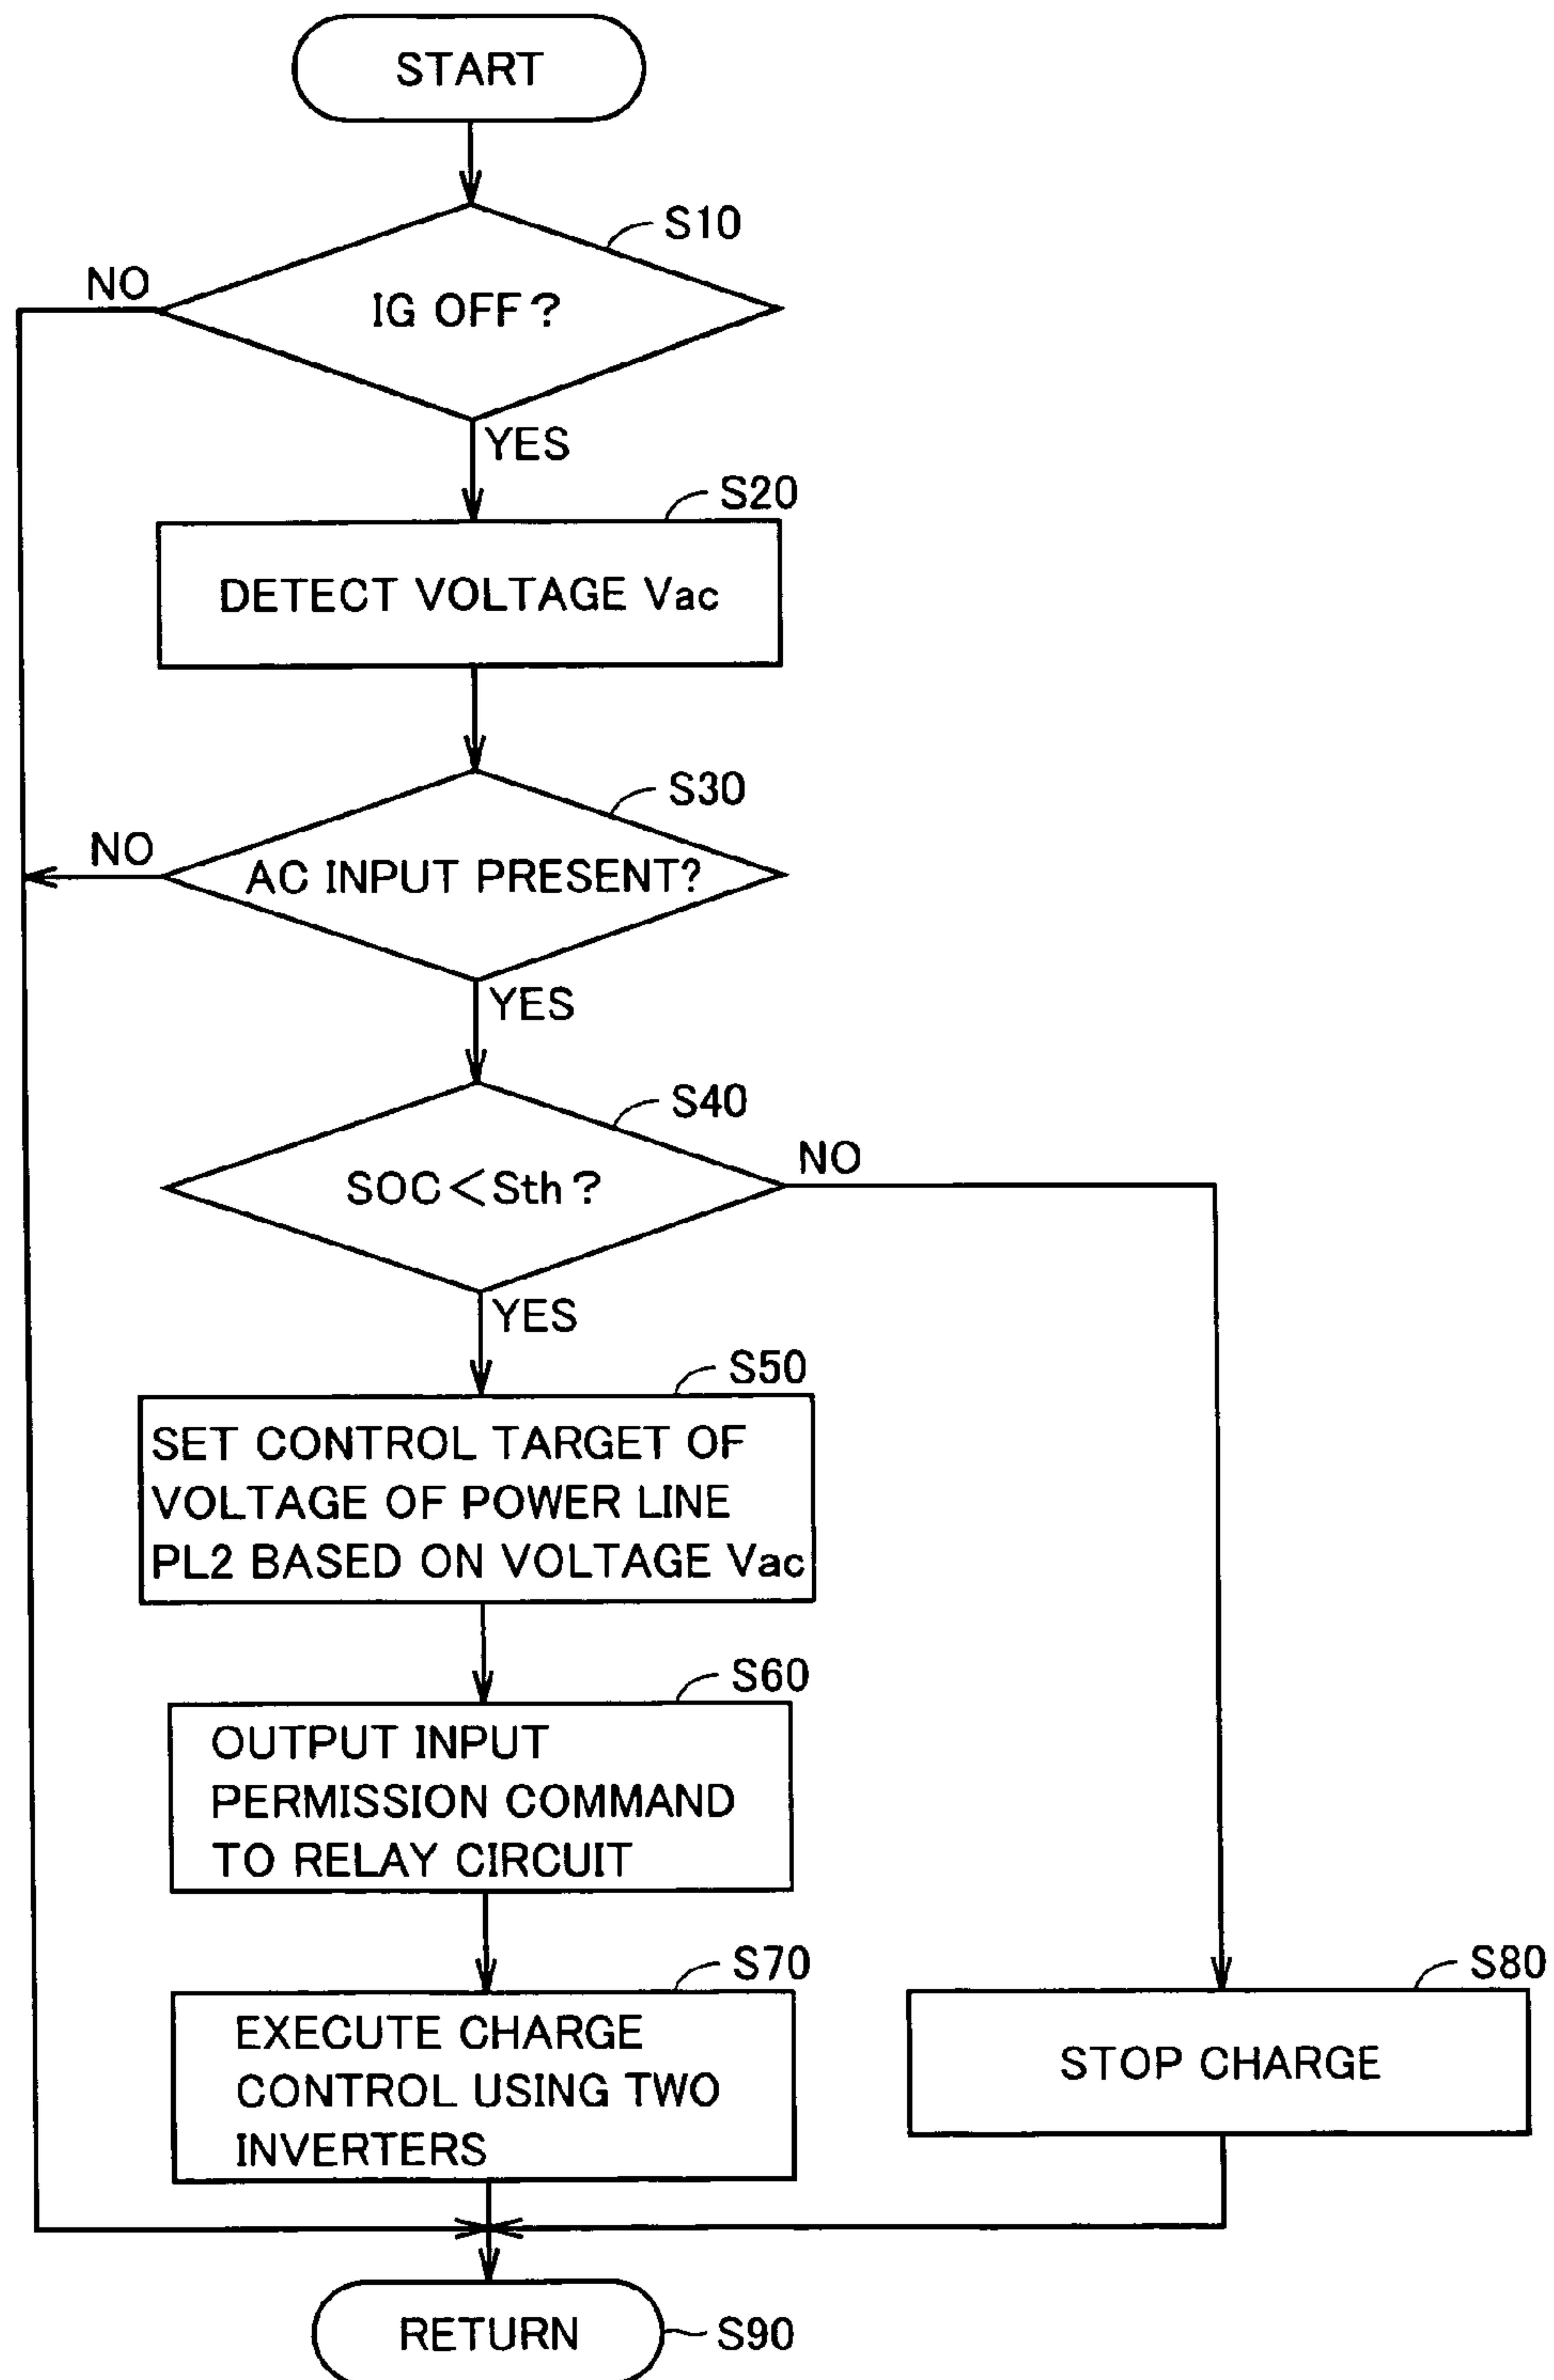 START
S10
NO
IG OFF?
YES
S20
DETECT VOLTAGE Vac
S30
NO
AC INPUT PRESENT?
YES
S40
NO
SOC<Sth?
YES
S50
SET CONTROL TARGET OF
VOLTAGE OF POWER LINE
PL2 BASED ON VOLTAGE Vac
S60
OUTPUT INPUT
PERMISSION COMMAND
TO RELAY CIRCUIT
S70
EXECUTE CHARGE
CONTROL USING TWO
INVERTERS
S80
STOP CHARGE
RETURN
S90